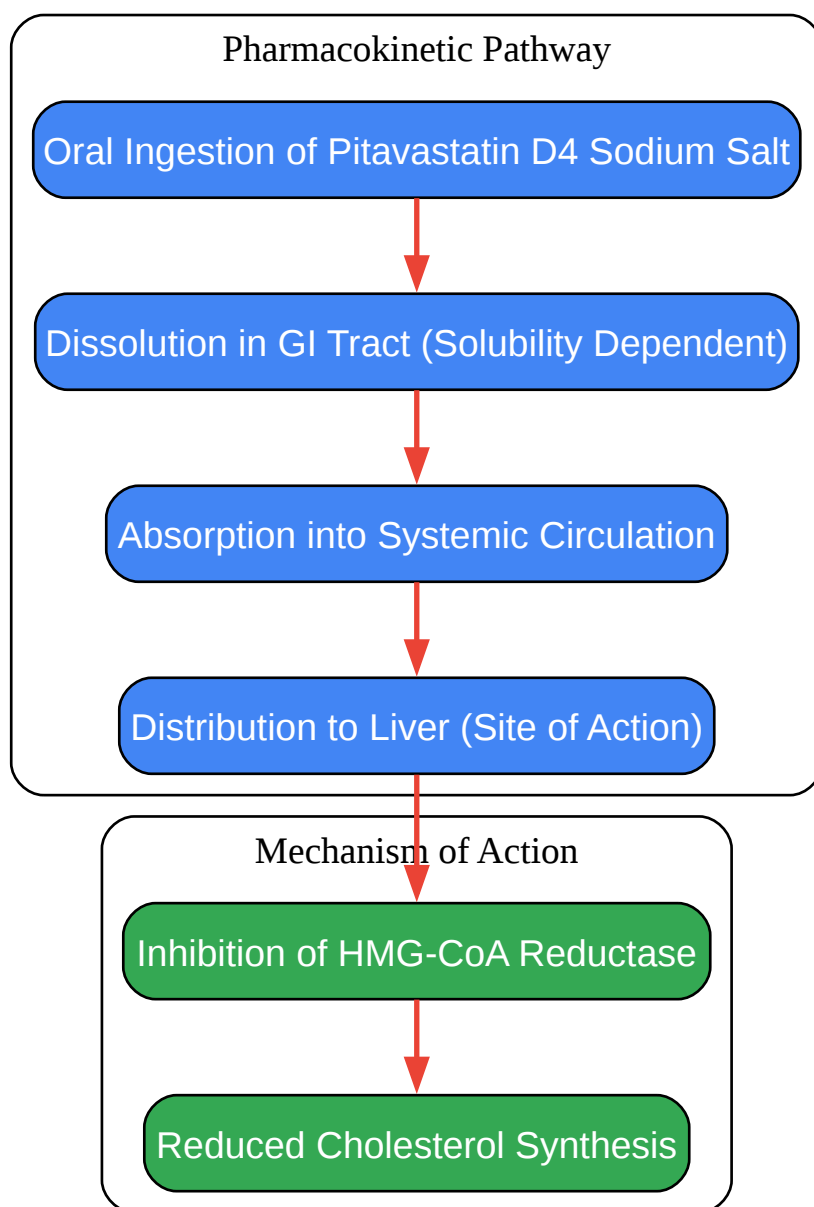 Pharmacokinetic Pathway
Oral Ingestion of Pitavastatin D4 Sodium Salt
Dissolution in GI Tract (Solubility Dependent)
Absorption into Systemic Circulation
Distribution to Liver (Site of Action)
Mechanism of Action
Inhibition of HMG-CoA Reductase
Reduced Cholesterol Synthesis